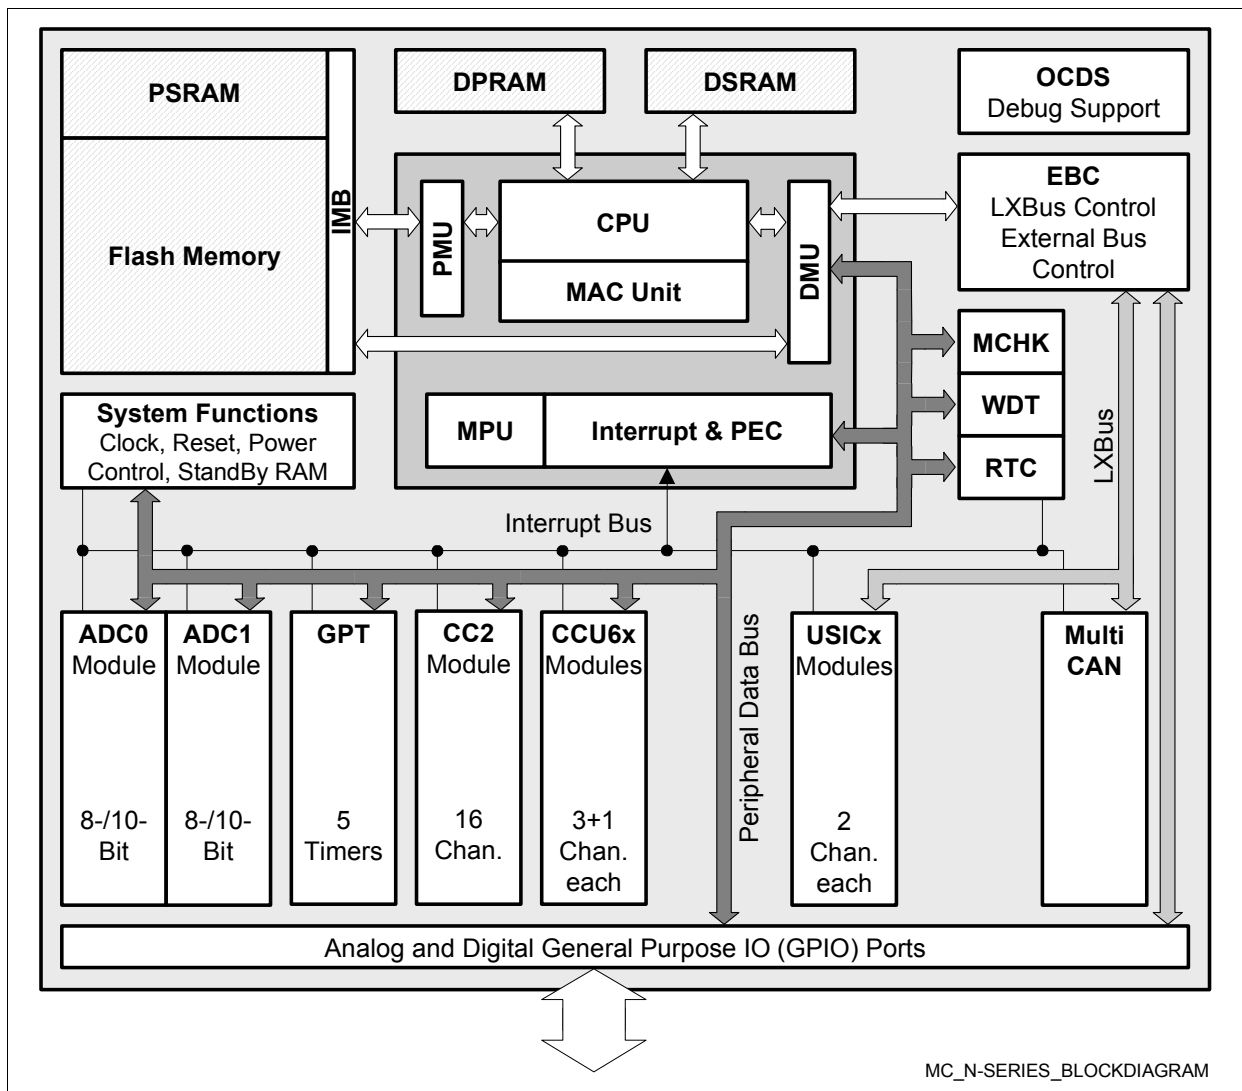 PSRAM
DPRAM
DSRAM
OCDS
Debug Support
IMB
Flash Memory
PMU
CPU
MAC Unit
DMU
EBC
LXBus Control
External Bus
Control
MCHK
WDT
RTC
LXBus
System Functions
Clock, Reset, Power
Control, StandBy RAM
MPU
Interrupt & PEC
Interrupt Bus
ADC0
Module
8-/10-
Bit
ADC1
Module
8-/10-
Bit
GPT
5
Timers
CC2
Module
16
Chan.
CCU6x
Modules
3+1
Chan.
each
Peripheral Data Bus
USICx
Modules
2
Chan.
each
Multi
CAN
Analog and Digital General Purpose IO (GPIO) Ports
MC_N-SERIES_BLOCKDIAGRAM